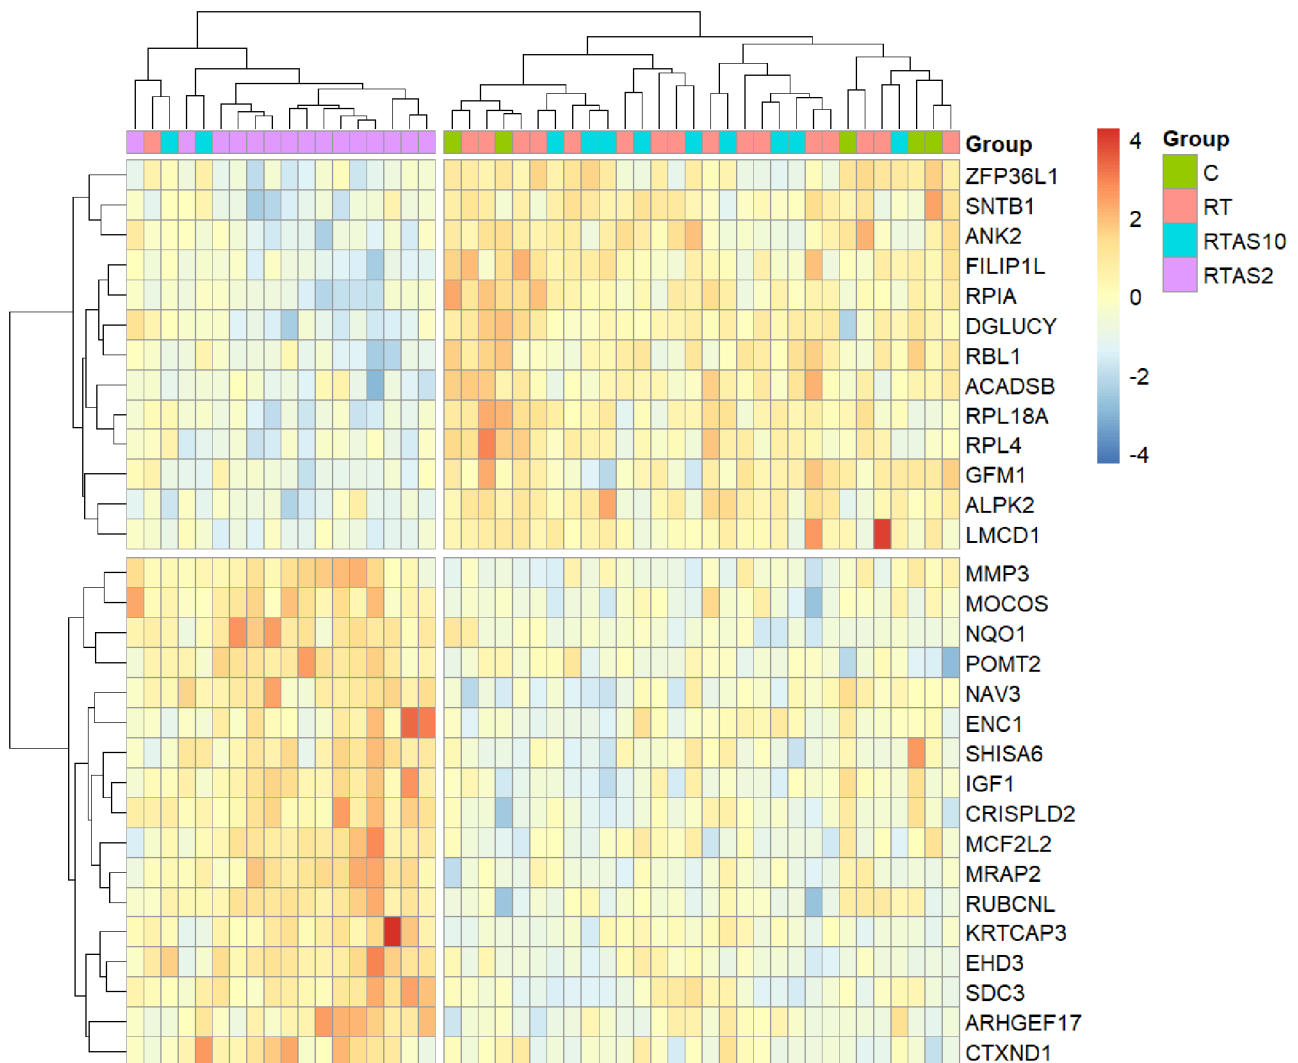 Group
ZFP36L1
SNTB1
ANK2
FILIP1L
RPIA
DGLUCY
RBL1
ACADSB
RPL18A
RPL4
GFM1
ALPK2
LMCD1
MMP3
MOCOS
NQO1
POMT2
NAV3
ENC1
SHISA6
IGF1
CRISPLD2
MCF2L2
MRAP2
RUBCNL
KRTCAP3
EHD3
SDC3
ARHGEF17
CTXND1
4
2
0
-2
-4
Group
C
RT
RTAS10
RTAS2